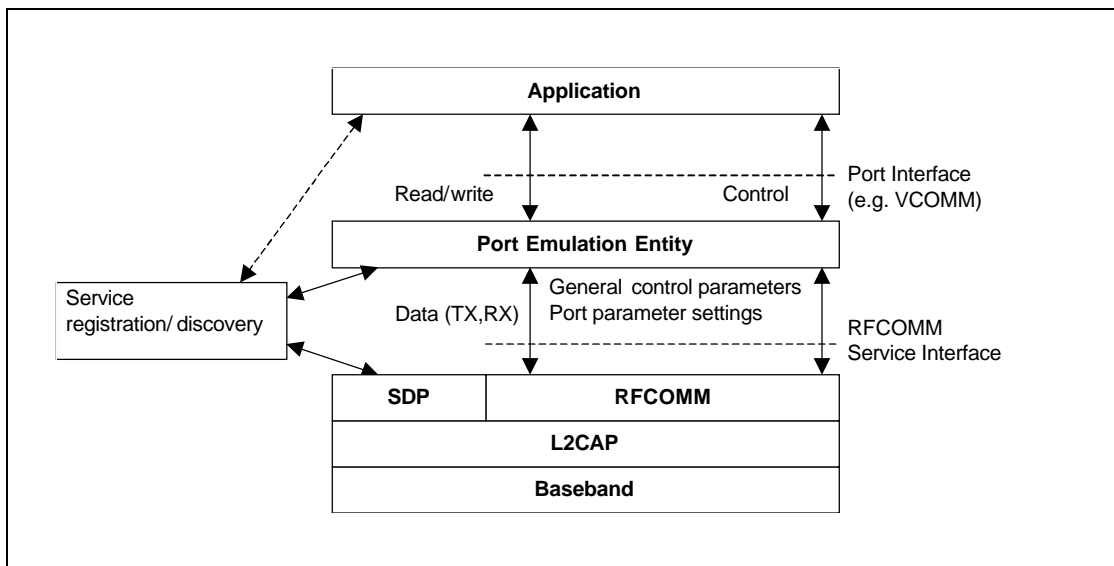 Application
Read/write
Control
Port Interface
(e.g. VCOMM)
Port Emulation Entity
Service
registration/ discovery
Data (TX,RX)
General control parameters
Port parameter settings
RFCOMM
Service Interface
SDP
RFCOMM
L2CAP
Baseband